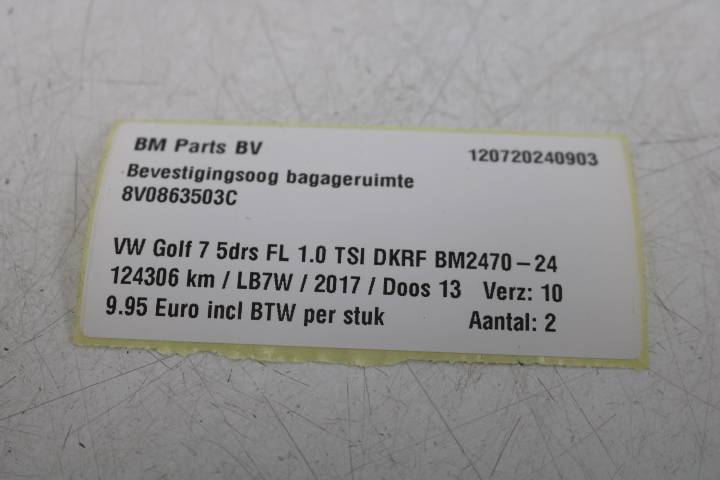 BM Parts BV 120720240903
Bevestigingsoog bagageruimte
8V0863503C
VW Golf 7 5drs FL 1.0 TSI DKRF BM2470-24
124306 km / LB7W / 2017 / Doos 13 Verz: 10
9.95 Euro incl BTW per stuk Aantal: 2